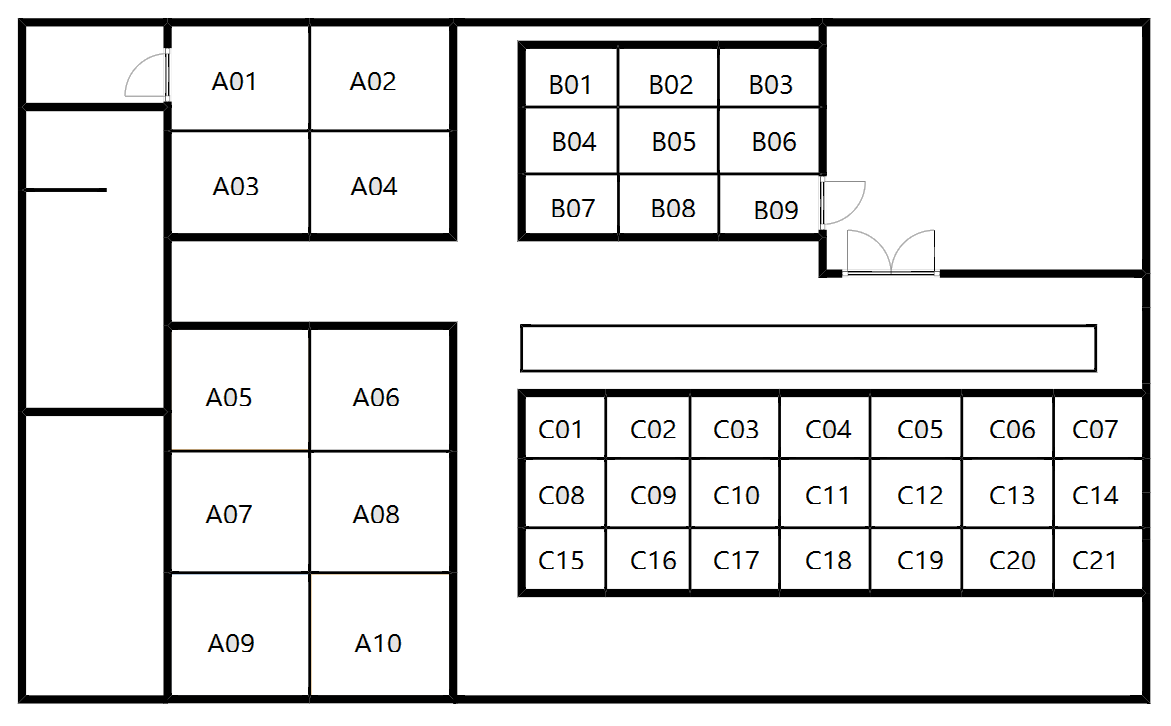 A01 A02
A03 A04
A05 A06
A07 A08
A09 A10
B01 B02 B03
B04 B05 B06
B07 B08 B09
C01 C02 C03 C04 C05 C06 C07
C08 C09 C10 C11 C12 C13 C14
C15 C16 C17 C18 C19 C20 C21